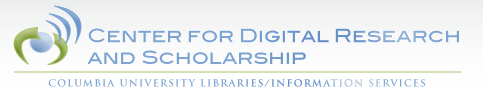 Center for Digital Research
and Scholarship
Columbia University Libraries/Information Services